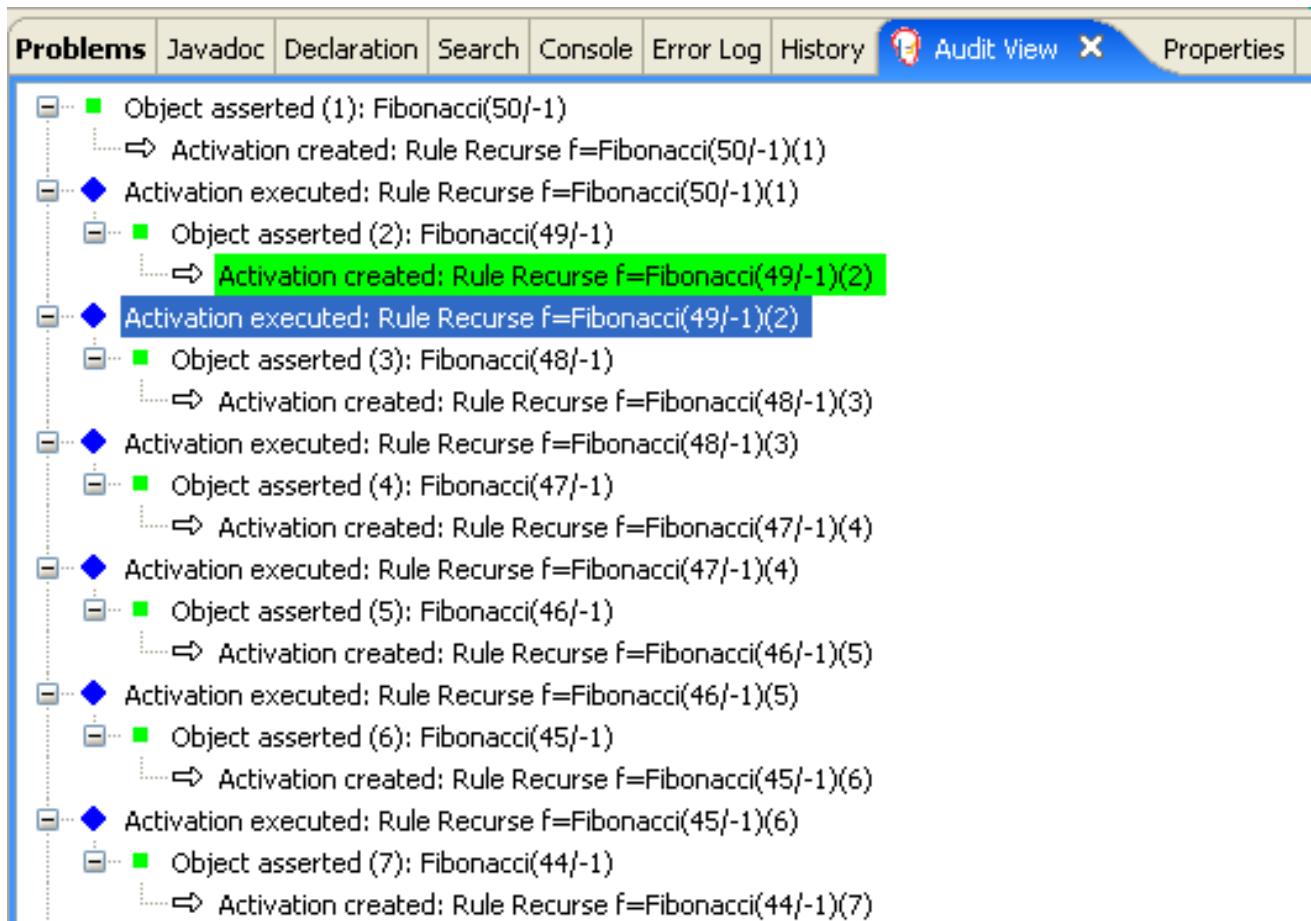 Problems Javadoc Declaration Search Console Error Log History Audit View Properties
Object asserted (1): Fibonacci(50/-1)
Activation created: Rule Recurse f=Fibonacci(50/-1)(1)
Activation executed: Rule Recurse f=Fibonacci(50/-1)(1)
Object asserted (2): Fibonacci(49/-1)
Activation created: Rule Recurse f=Fibonacci(49/-1)(2)
Activation executed: Rule Recurse f=Fibonacci(49/-1)(2)
Object asserted (3): Fibonacci(48/-1)
Activation created: Rule Recurse f=Fibonacci(48/-1)(3)
Activation executed: Rule Recurse f=Fibonacci(48/-1)(3)
Object asserted (4): Fibonacci(47/-1)
Activation created: Rule Recurse f=Fibonacci(47/-1)(4)
Activation executed: Rule Recurse f=Fibonacci(47/-1)(4)
Object asserted (5): Fibonacci(46/-1)
Activation created: Rule Recurse f=Fibonacci(46/-1)(5)
Activation executed: Rule Recurse f=Fibonacci(46/-1)(5)
Object asserted (6): Fibonacci(45/-1)
Activation created: Rule Recurse f=Fibonacci(45/-1)(6)
Activation executed: Rule Recurse f=Fibonacci(45/-1)(6)
Object asserted (7): Fibonacci(44/-1)
Activation created: Rule Recurse f=Fibonacci(44/-1)(7)